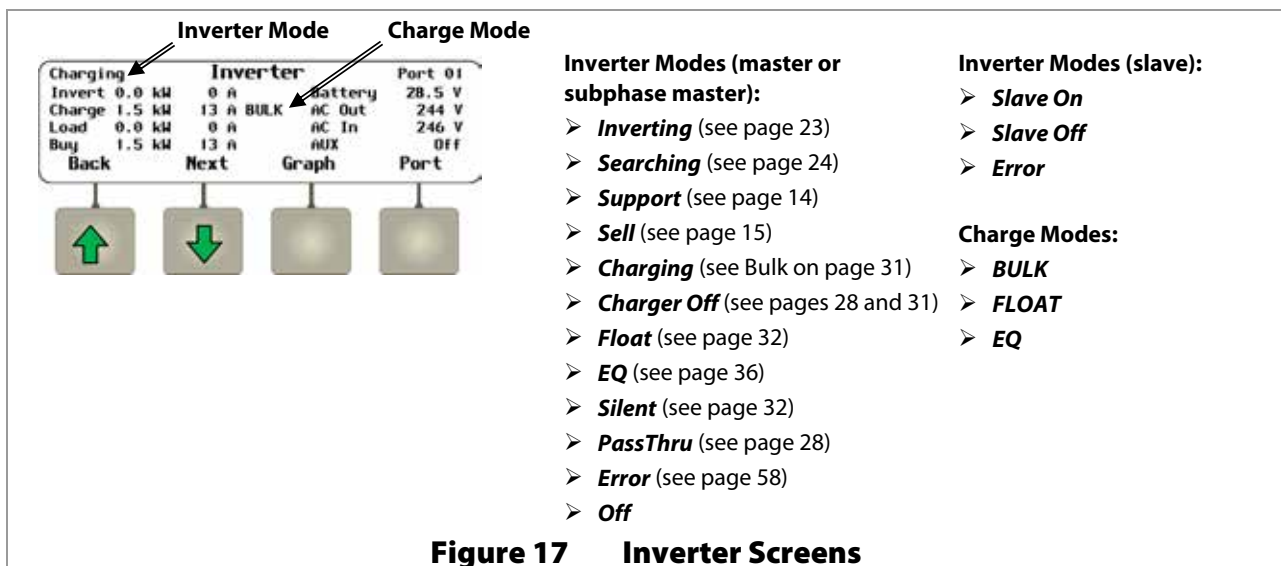 Inverter Mode
Charge Mode
Charging Inverter Port 01
Invert 0.0 kW 0 A Battery 28.5 V
Charge 1.5 kW 13 A BULK AC Out 244 V
Load 0.0 kW 0 A AC In 246 V
Buy 1.5 kW 13 A AUX Off
Back Next Graph Port
Inverter Modes (master or
subphase master):
➢ Inverting (see page 23)
➢ Searching (see page 24)
➢ Support (see page 14)
➢ Sell (see page 15)
➢ Charging (see Bulk on page 31)
➢ Charger Off (see pages 28 and 31)
➢ Float (see page 32)
➢ EQ (see page 36)
➢ Silent (see page 32)
➢ PassThru (see page 28)
➢ Error (see page 58)
➢ Off
Inverter Modes (slave):
➢ Slave On
➢ Slave Off
➢ Error
Charge Modes:
➢ BULK
➢ FLOAT
➢ EQ
Figure 17 Inverter Screens